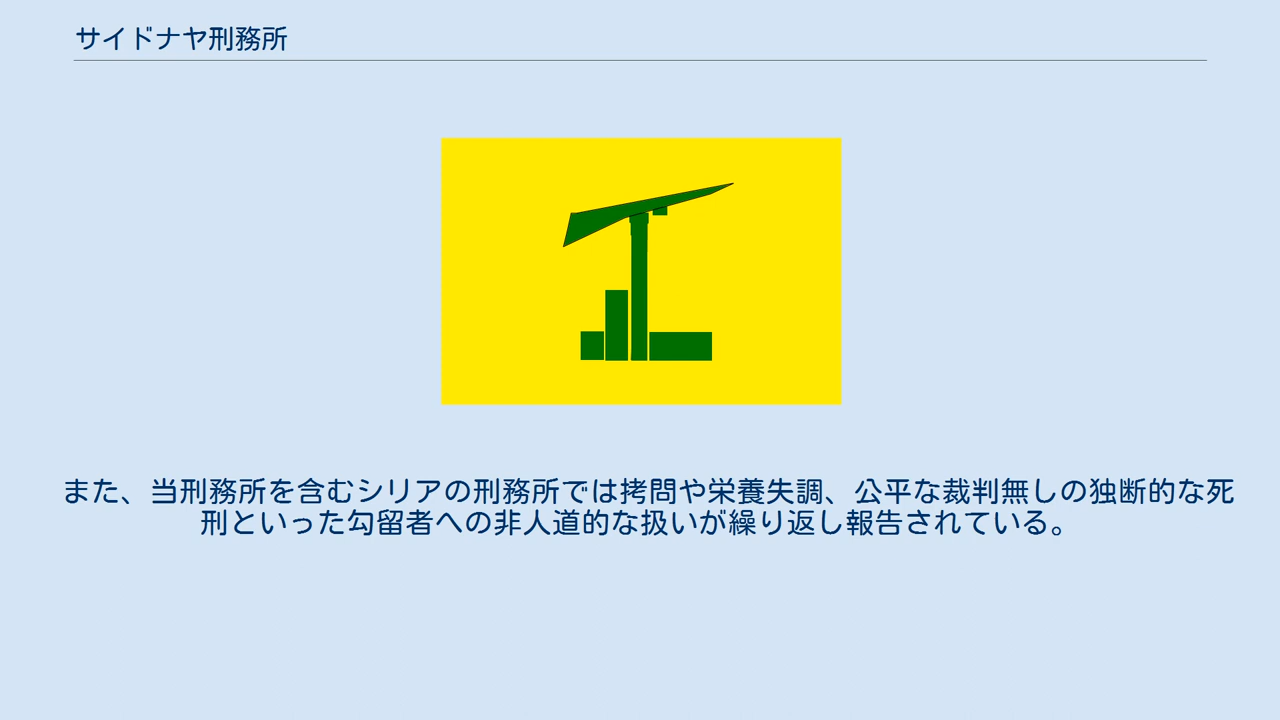 サイドナヤ刑務所
また、当刑務所を含むシリアの刑務所では拷問や栄養失調、公平な裁判無しの独断的な死
刑といった勾留者への非人道的な扱いが繰り返し報告されている。